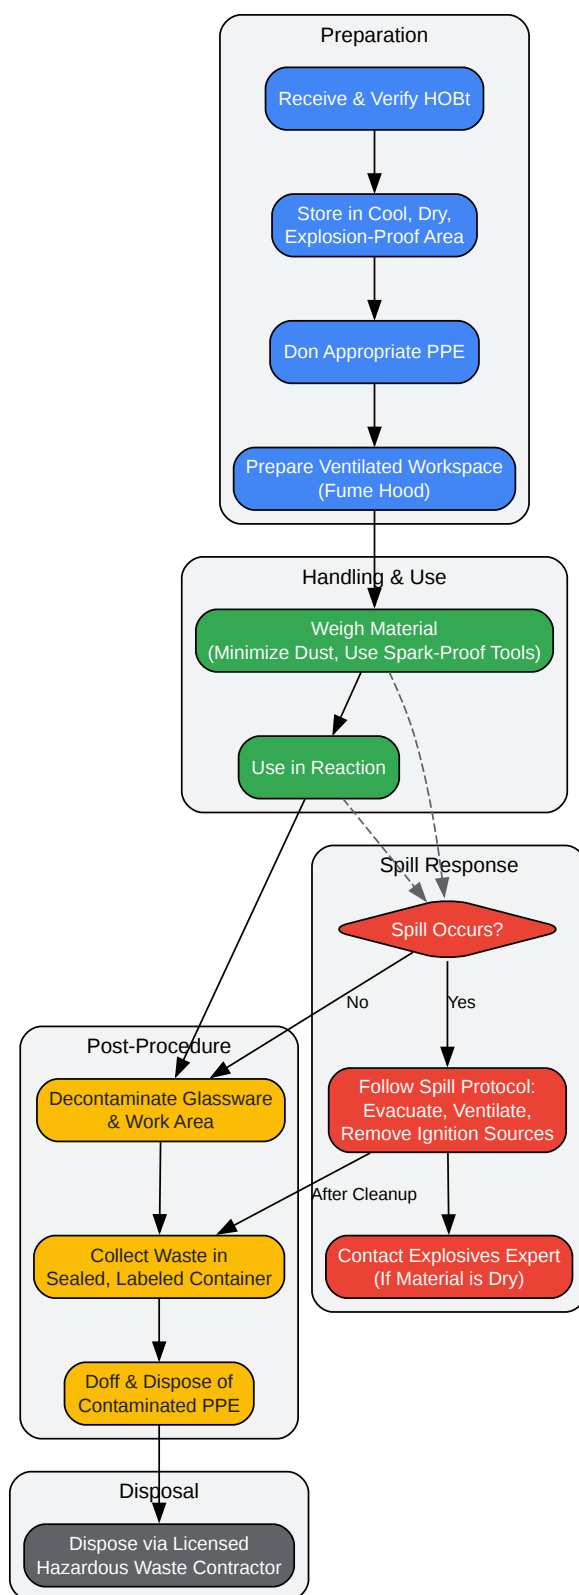 Preparation
Receive & Verify HOBt
Store in Cool, Dry,
Explosion-Proof Area
Don Appropriate PPE
Prepare Ventilated Workspace
(Fume Hood)
Handling & Use
Weigh Material
(Minimize Dust, Use Spark-Proof Tools)
Use in Reaction
Spill Response
Spill Occurs?
No
Yes
Post-Procedure
Decontaminate Glassware
& Work Area
Follow Spill Protocol:
Evacuate, Ventilate,
Remove Ignition Sources
After Cleanup
Collect Waste in
Sealed, Labeled Container
Contact Explosives Expert
(If Material is Dry)
Doff & Dispose of
Contaminated PPE
Disposal
Dispose via Licensed
Hazardous Waste Contractor